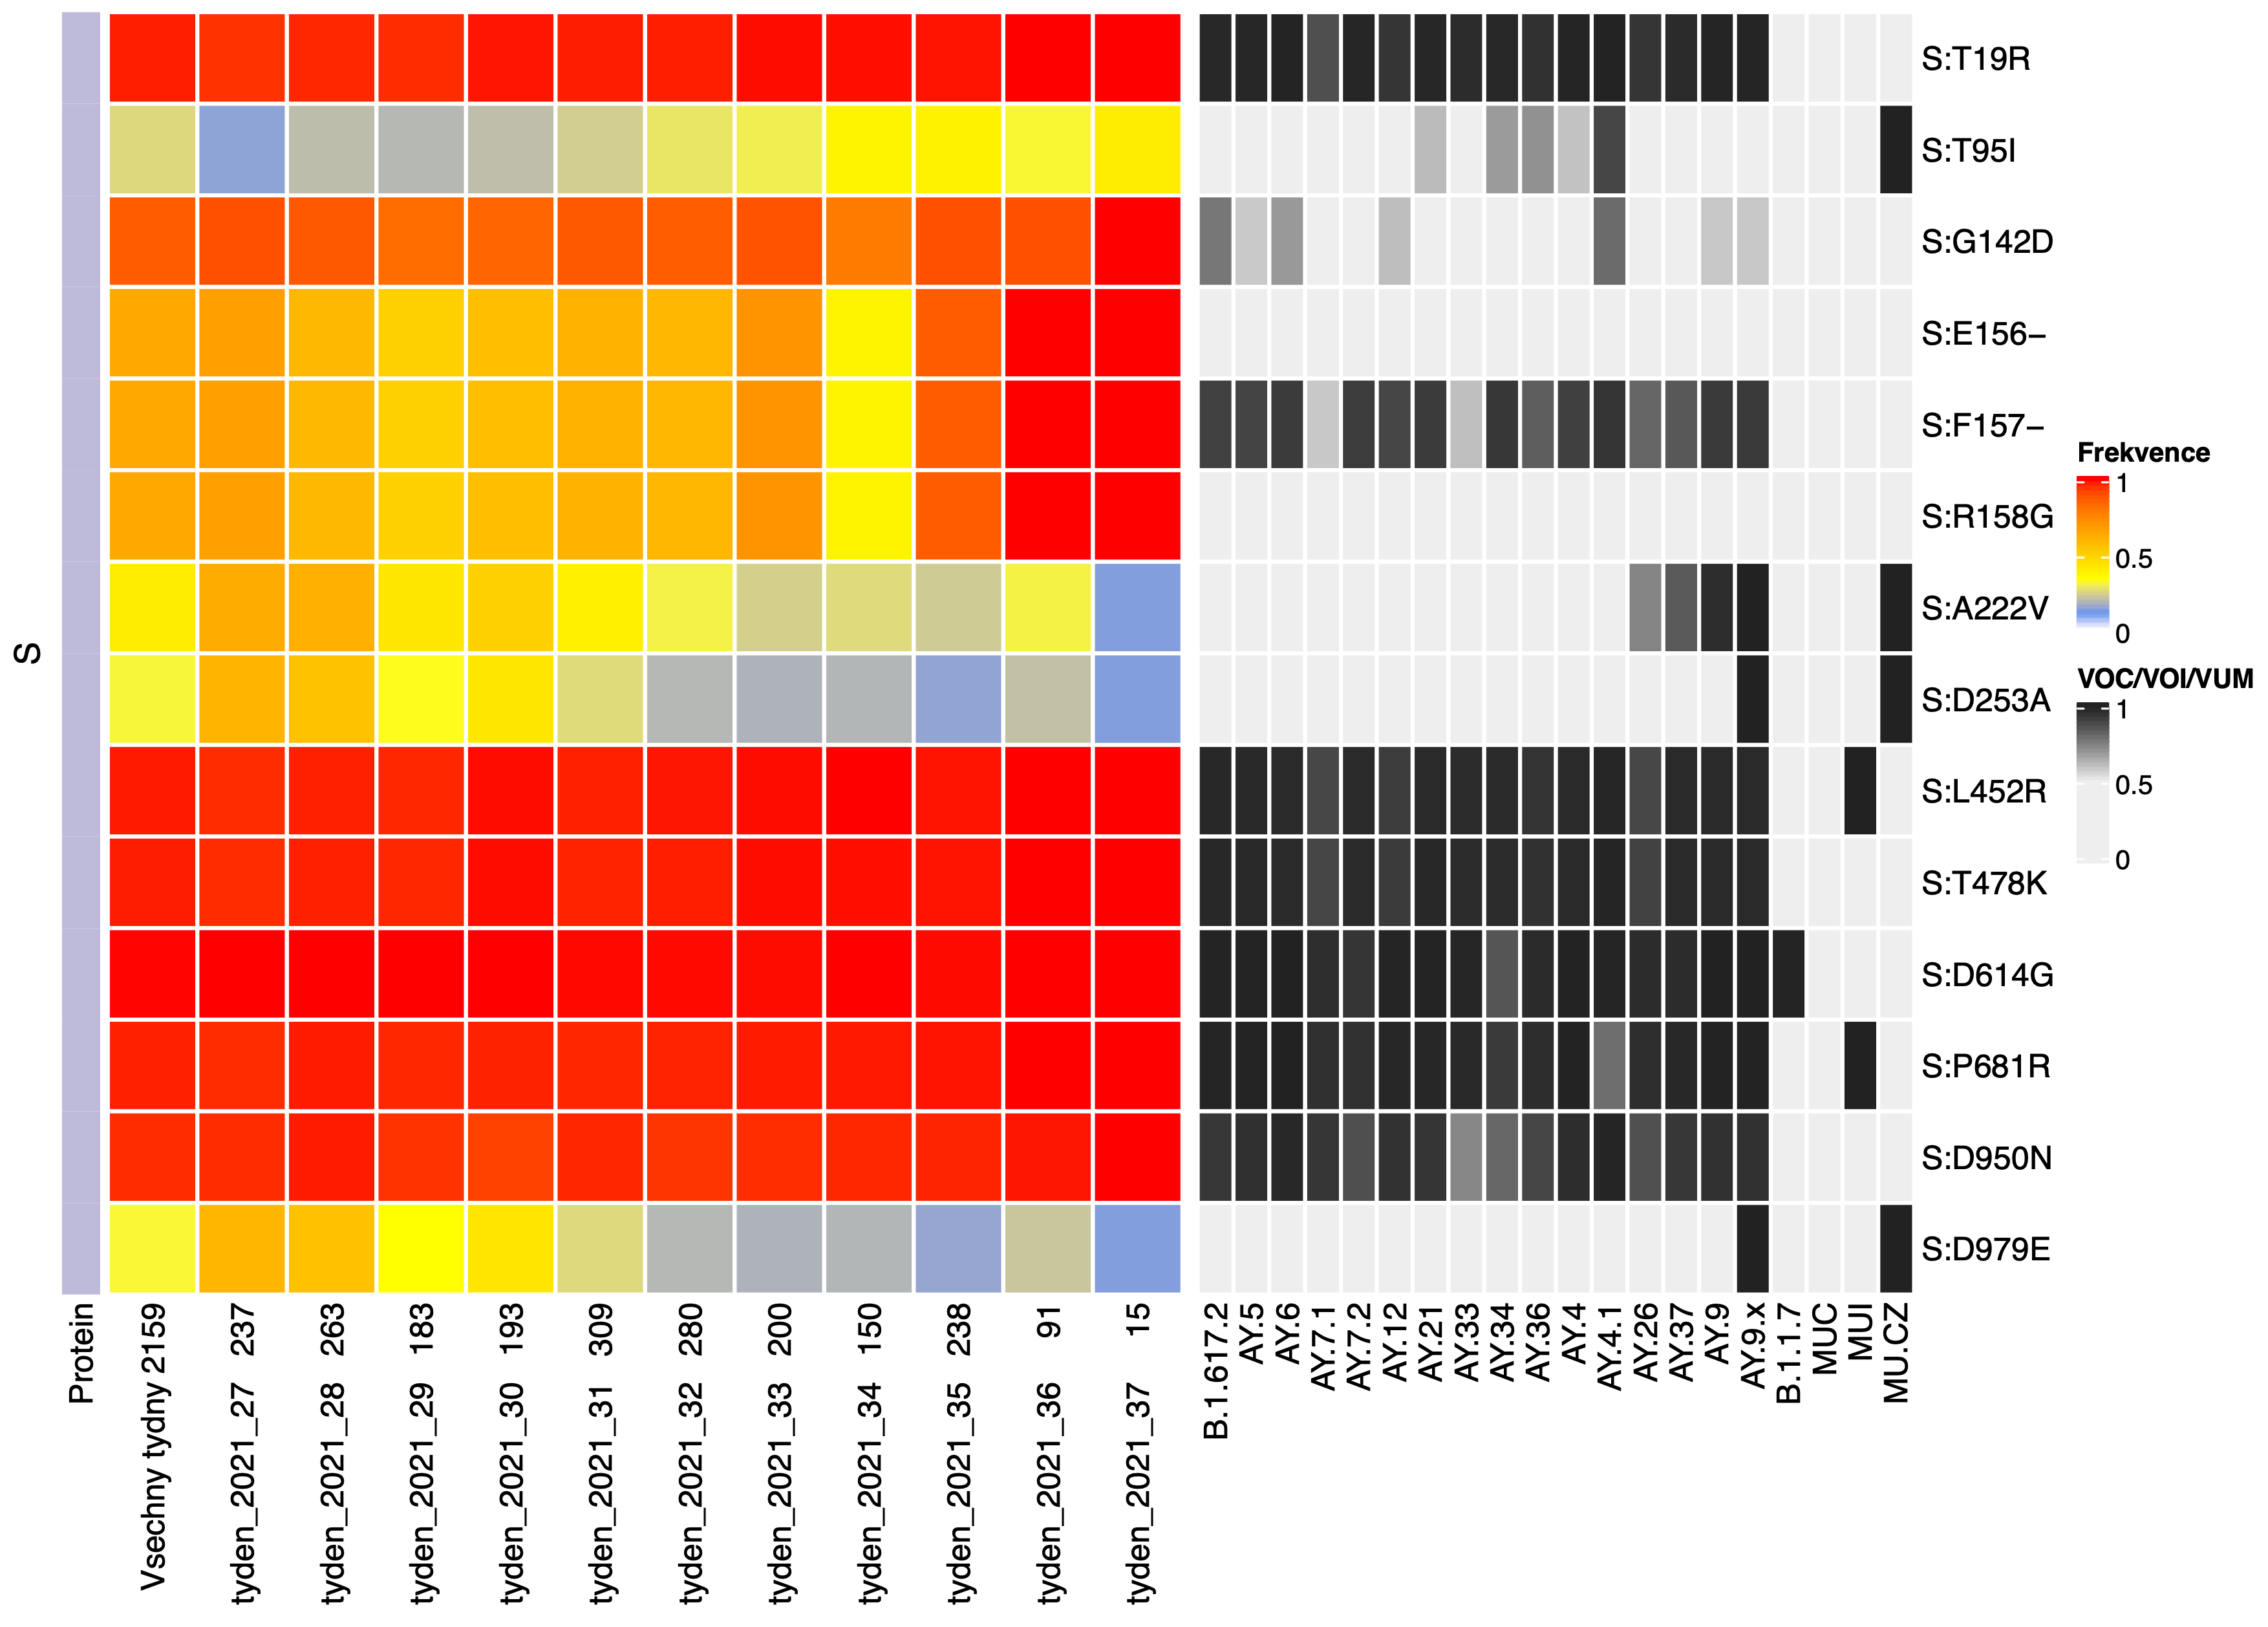 S
S:T19R
S:T95I
S:G142D
S:E156−
S:F157−
S:R158G
S:A222V
S:D253A
S:L452R
S:T478K
S:D614G
S:P681R
S:D950N
S:D979E
Frekvence
1
0.5
0
VOC/VOI/VUM
1
0.5
0
Protein
Vsechny tydny 2159
tyden_2021_27 237
tyden_2021_28 263
tyden_2021_29 183
tyden_2021_30 193
tyden_2021_31 309
tyden_2021_32 280
tyden_2021_33 200
tyden_2021_34 150
tyden_2021_35 238
tyden_2021_36 91
tyden_2021_37 15
B.1.617.2
AY.5
AY.6
AY.7.1
AY.7.2
AY.12
AY.21
AY.33
AY.34
AY.36
AY.4
AY.4.1
AY.26
AY.37
AY.9
AY.9.x
B.1.1.7
MUC
MUI
MU.CZ